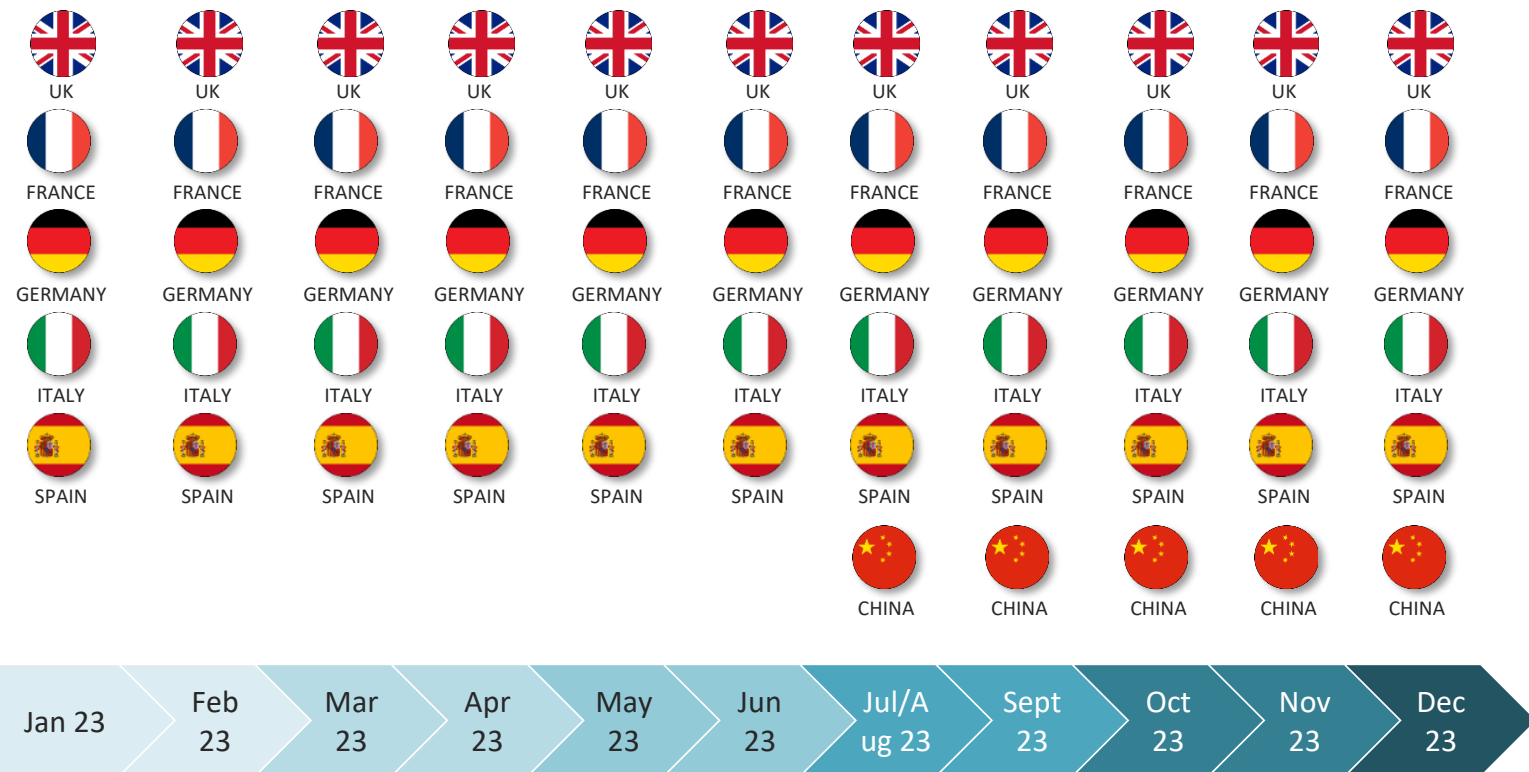 UK UK UK UK UK UK UK UK UK UK UK
FRANCE FRANCE FRANCE FRANCE FRANCE FRANCE FRANCE FRANCE FRANCE FRANCE FRANCE
GERMANY GERMANY GERMANY GERMANY GERMANY GERMANY GERMANY GERMANY GERMANY GERMANY GERMANY
ITALY ITALY ITALY ITALY ITALY ITALY ITALY ITALY ITALY ITALY ITALY
SPAIN SPAIN SPAIN SPAIN SPAIN SPAIN SPAIN SPAIN SPAIN SPAIN SPAIN
CHINA CHINA CHINA CHINA CHINA
Jan 23
Feb
23
Mar
23
Apr
23
May
23
Jun
23
Jul/A
ug 23
Sept
23
Oct
23
Nov
23
Dec
23